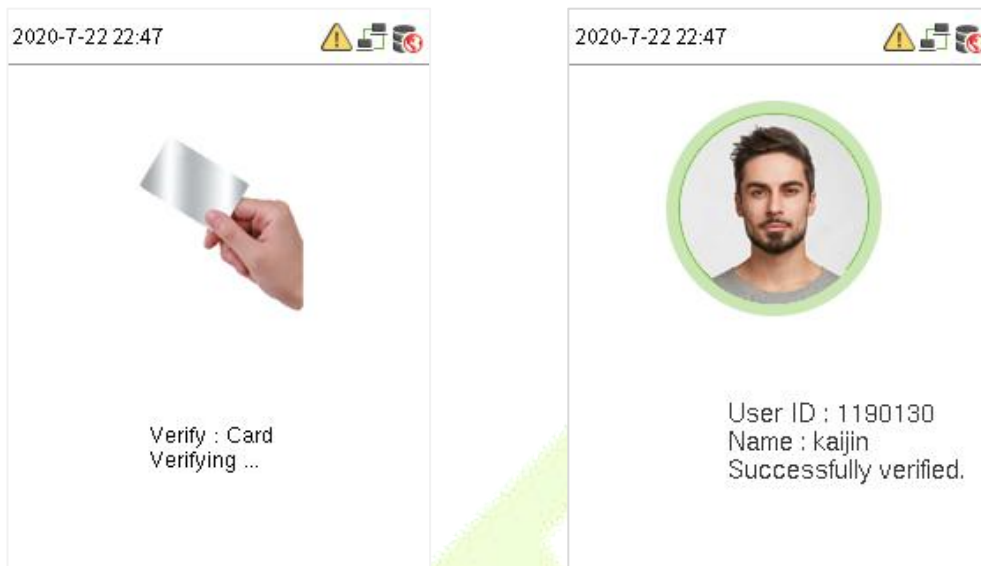 2020-7-22 22:47
Verify : Card
Verifying ...
2020-7-22 22:47
User ID : 1190130
Name : kaijin
Successfully verified.